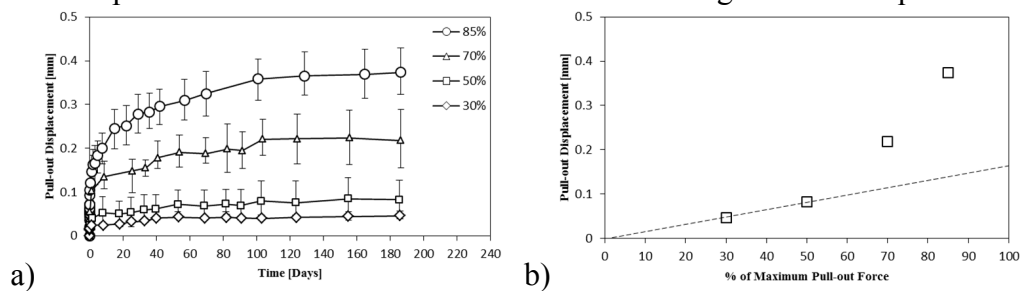 0.5
0.4
0.3
0.2
0.1
0
Pull-out Displacement [mm]
85%
70%
50%
30%
0 20 40 60 80 100 120 140 160 180 200 220 240
Time [Days]
a)
0.5
0.4
0.3
0.2
0.1
0
Pull-out Displacement [mm]
0 10 20 30 40 50 60 70 80 90 100
% of Maximum Pull-out Force
b)